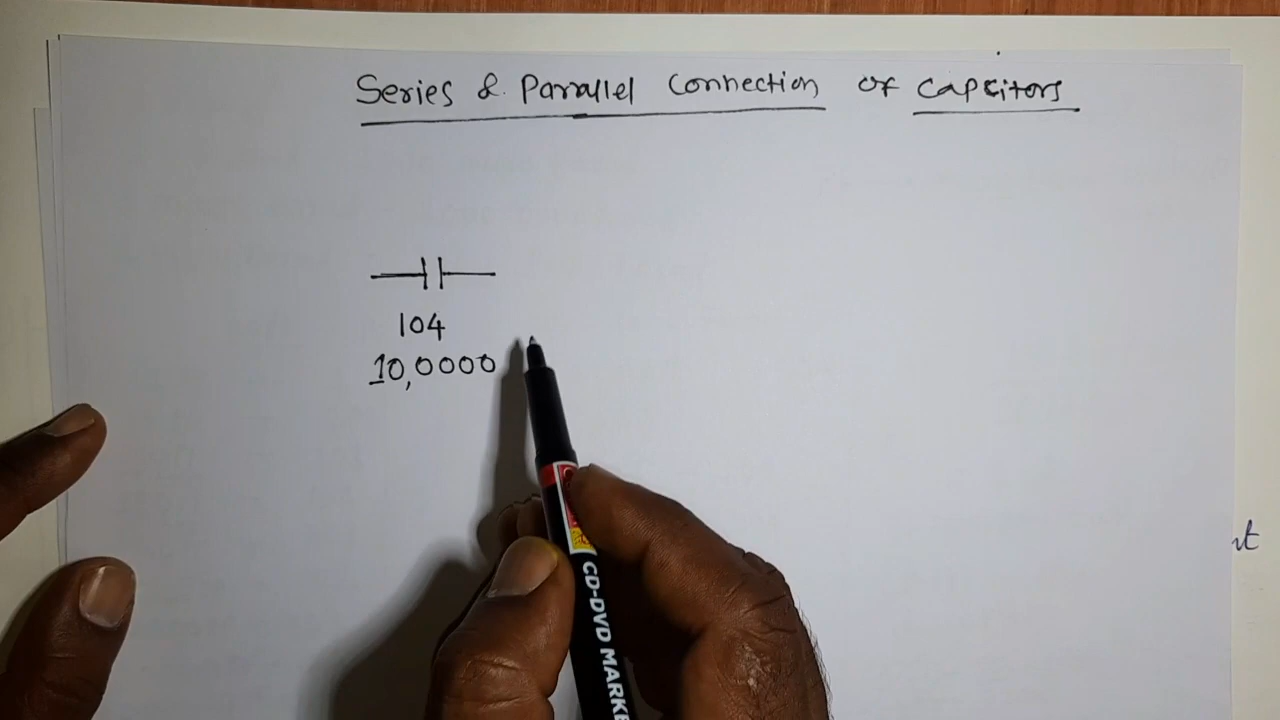 Series & Parallel Connection of Capcitors
104
10,0000
CD-DVD MARKE